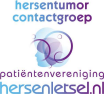 hersentumor
contactgroep
patiëntenvereniging
hersenletsel.nl